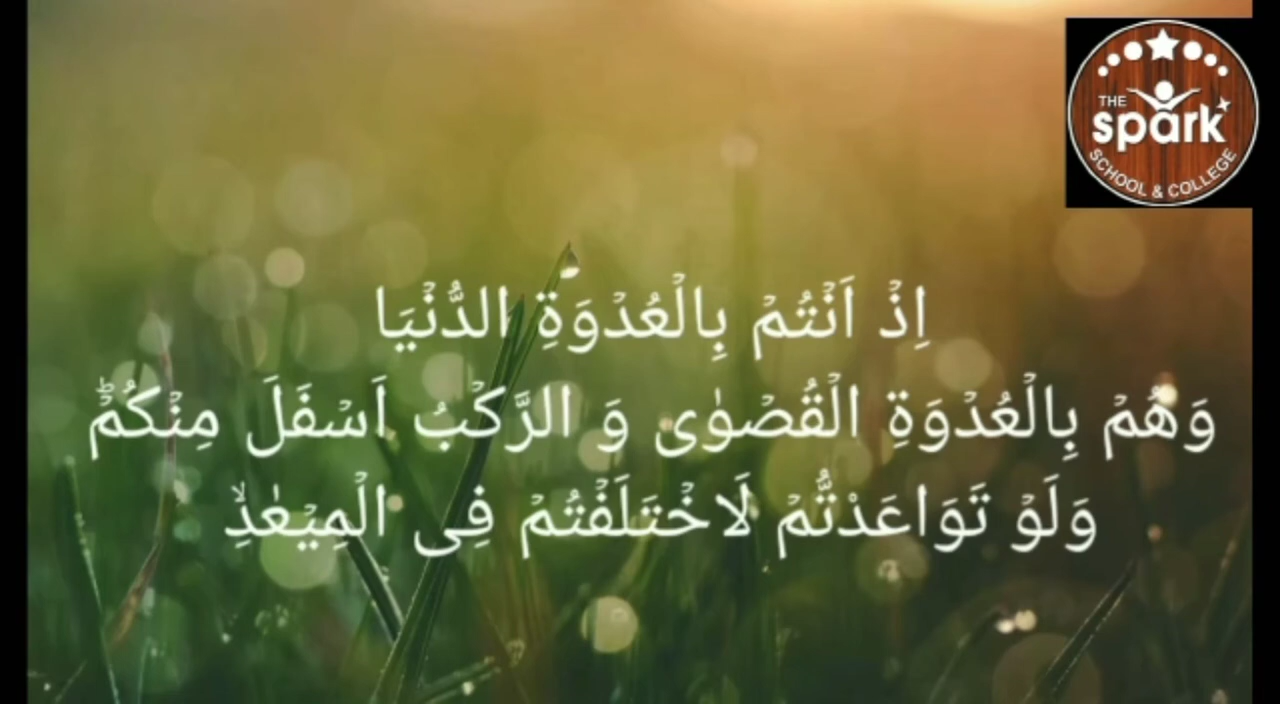 THE
spark
SCHOOL & COLLEGE
اِذۡ اَنۡتُمۡ بِالۡعُدۡوَةِ الدُّنۡيَا
وَهُمۡ بِالۡعُدۡوَةِ الۡقُصۡوٰى وَ الرَّكۡبُ اَسۡفَلَ مِنۡكُمۡؕ
وَلَوۡ تَوَاعَدْتُّمۡ لَاخۡتَلَفۡتُمۡ فِى الۡمِيۡعٰدِۙ